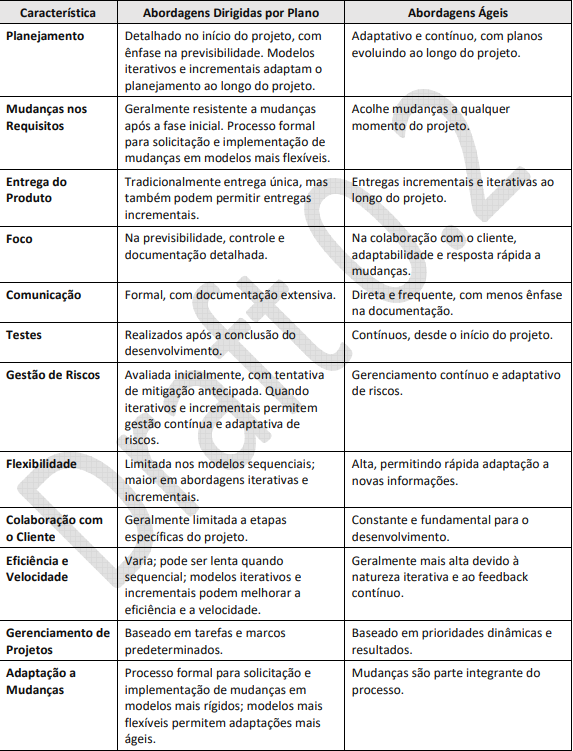 Característica Abordagens Dirigidas por Plano Abordagens Ágeis
Planejamento
Detalhado no início do projeto, com
ênfase na previsibilidade. Modelos
iterativos e incrementais adaptam o
planejamento ao longo do projeto.
Adaptativo e contínuo, com planos
evoluindo ao longo do projeto.
Mudanças nos
Requisitos
Geralmente resistente a mudanças
após a fase inicial. Processo formal
para solicitação e implementação de
mudanças em modelos mais flexíveis.
Acolhe mudanças a qualquer
momento do projeto.
Entrega do
Produto
Tradicionalmente entrega única, mas
também podem permitir entregas
incrementais.
Entregas incrementais e iterativas ao
longo do projeto.
Foco
Na previsibilidade, controle e
documentação detalhada.
Na colaboração com o cliente,
adaptabilidade e resposta rápida a
mudanças.
Comunicação
Formal, com documentação extensiva.
Direta e frequente, com menos ênfase
na documentação.
Testes
Realizados após a conclusão do
desenvolvimento.
Contínuos, desde o início do projeto.
Gestão de Riscos
Avaliada inicialmente, com tentativa
de mitigação antecipada. Quando
iterativos e incrementais permitem
gestão contínua e adaptativa de
riscos.
Gerenciamento contínuo e adaptativo
de riscos.
Flexibilidade
Limitada nos modelos sequenciais;
maior em abordagens iterativas e
incrementais.
Alta, permitindo rápida adaptação a
novas informações.
Colaboração com
o Cliente
Geralmente limitada a etapas
específicas do projeto.
Constante e fundamental para o
desenvolvimento.
Eficiência e
Velocidade
Varia; pode ser lenta quando
sequencial; modelos iterativos e
incrementais podem melhorar a
eficiência e a velocidade.
Geralmente mais alta devido à
natureza iterativa e ao feedback
contínuo.
Gerenciamento de
Projetos
Baseado em tarefas e marcos
predeterminados.
Baseado em prioridades dinâmicas e
resultados.
Adaptação a
Mudanças
Processo formal para solicitação e
implementação de mudanças em
modelos mais rígidos; modelos mais
flexíveis permitem adaptações mais
ágeis.
Mudanças são parte integrante do
processo.
Draft 0.2